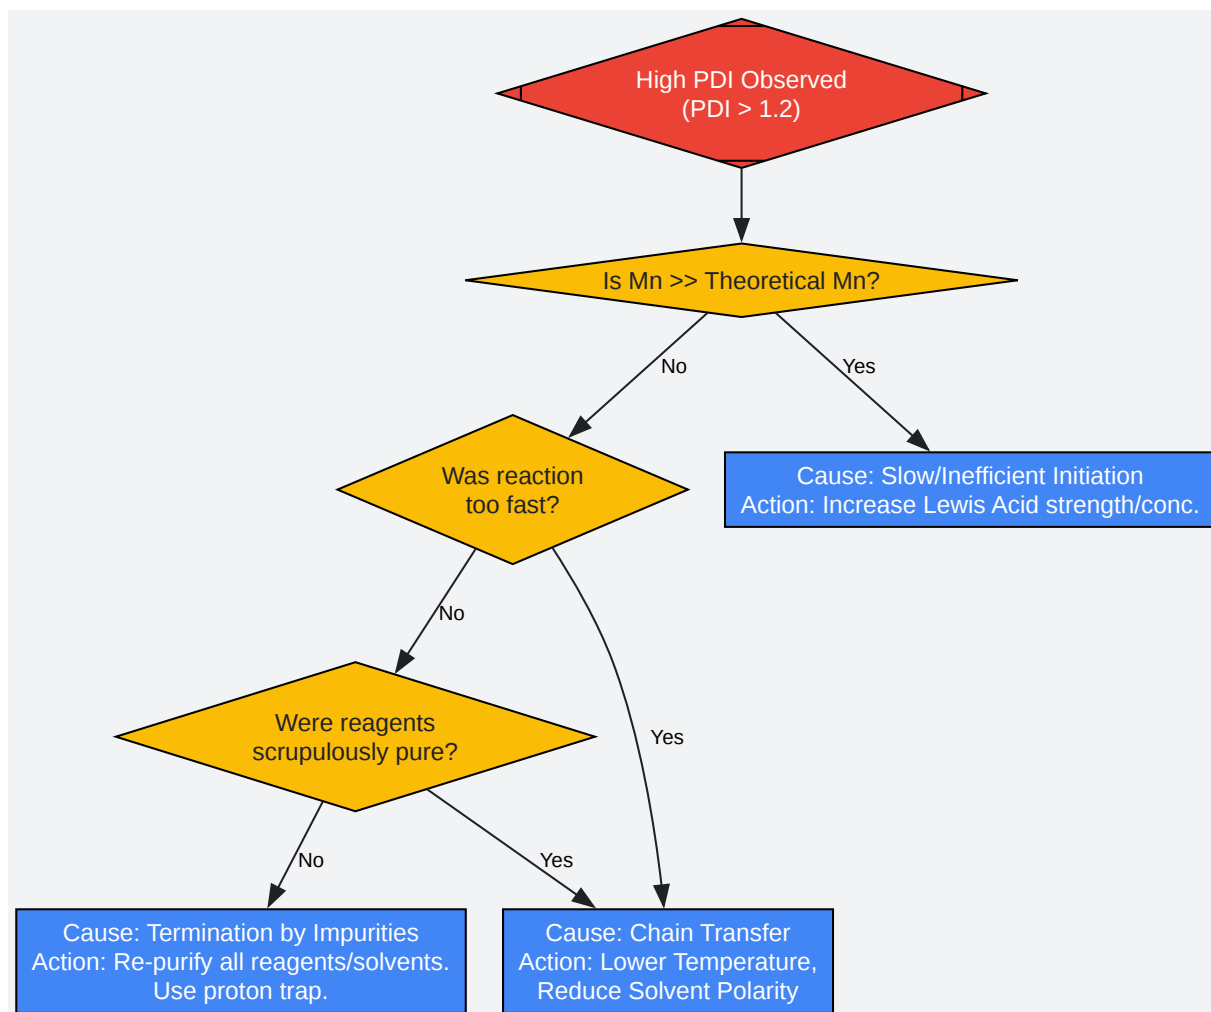 High PDI Observed
(PDI > 1.2)
Is Mn >> Theoretical Mn?
No
Yes
Was reaction
too fast?
Cause: Slow/Inefficient Initiation
Action: Increase Lewis Acid strength/conc.
No
Yes
Were reagents
scrupulously pure?
No
Yes
Cause: Termination by Impurities
Action: Re-purify all reagents/solvents.
Use proton trap.
Cause: Chain Transfer
Action: Lower Temperature,
Reduce Solvent Polarity